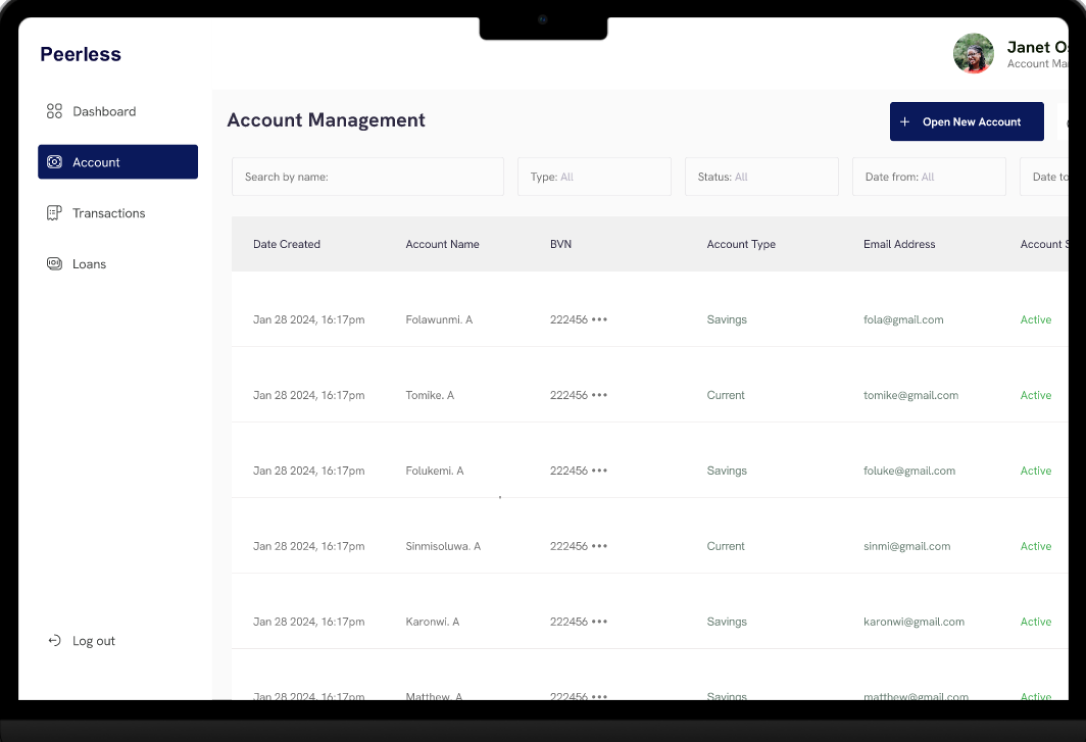 Peerless
Janet O
Account Ma
Dashboard
Account
Transactions
Loans
Log out
Account Management
+ Open New Account
Search by name:
Type: All
Status: All
Date from: All
Date to
Date Created Account Name BVN Account Type Email Address Account S
Jan 28 2024, 16:17pm Folawunmi. A 222456 ••• Savings fola@gmail.com Active
Jan 28 2024, 16:17pm Tomike. A 222456 ••• Current tomike@gmail.com Active
Jan 28 2024, 16:17pm Folukemi. A 222456 ••• Savings foluke@gmail.com Active
Jan 28 2024, 16:17pm Sinmisoluwa. A 222456 ••• Current sinmi@gmail.com Active
Jan 28 2024, 16:17pm Karonwi. A 222456 ••• Savings karonwi@gmail.com Active
Jan 28 2024, 16:17pm Matthew. A 222456 ••• Savings matthew@gmail.com Active